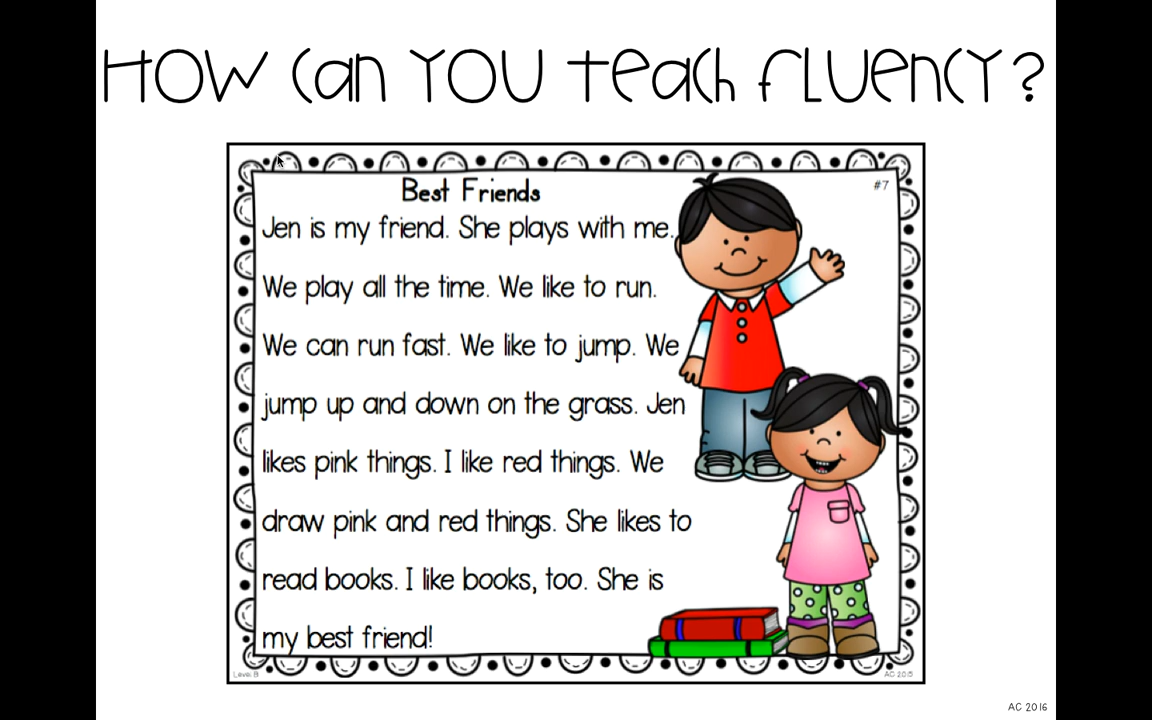 How can you teach fluency?
Best Friends
#7
Jen is my friend. She plays with me.
We play all the time. We like to run.
We can run fast. We like to jump. We
jump up and down on the grass. Jen
likes pink things. I like red things. We
draw pink and red things. She likes to
read books. I like books, too. She is
my best friend!
Level B
AC 2015
AC 2016